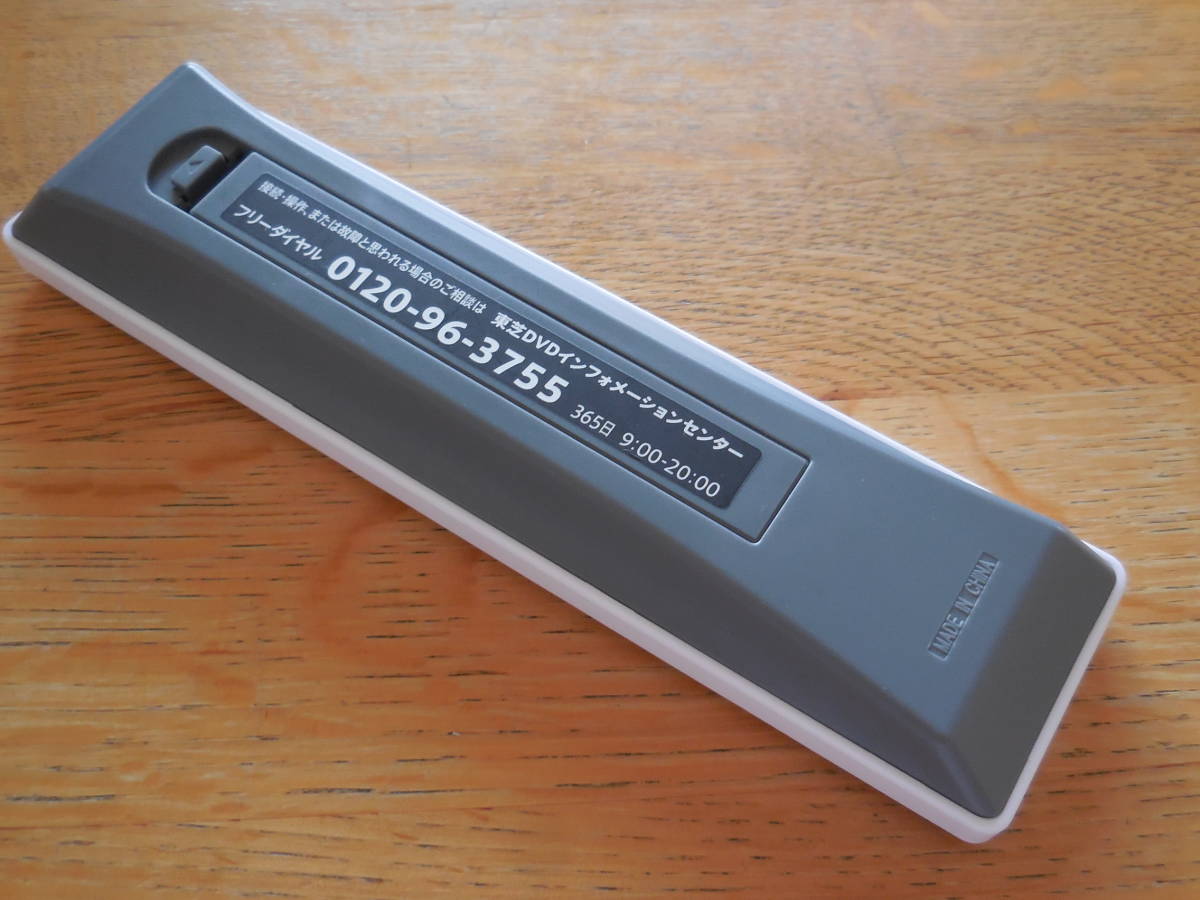 接続・操作、または故障と思われる場合のご相談は 東芝DVDインフォメーションセンター
フリーダイヤル 0120-96-3755 365日 9:00-20:00
MADE IN CHINA